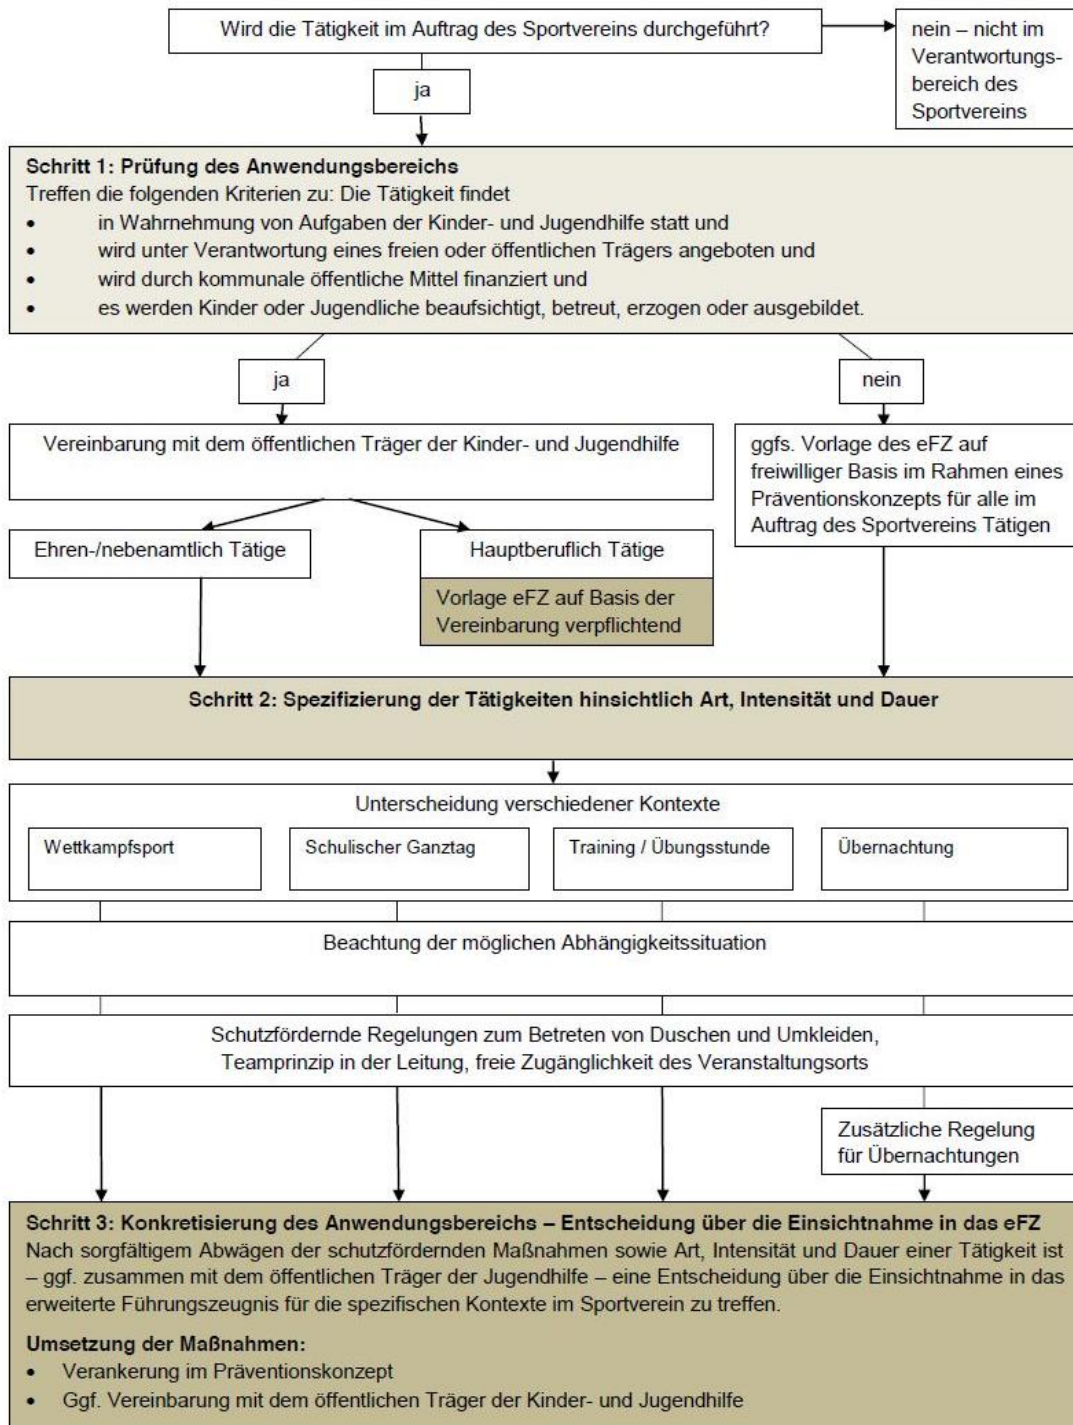 Wird die Tätigkeit im Auftrag des Sportvereins durchgeführt?
nein – nicht im
Verantwortungs-
bereich des
Sportvereins
ja
Schritt 1: Prüfung des Anwendungsbereichs
Treffen die folgenden Kriterien zu: Die Tätigkeit findet
• in Wahrnehmung von Aufgaben der Kinder- und Jugendhilfe statt und
• wird unter Verantwortung eines freien oder öffentlichen Trägers angeboten und
• wird durch kommunale öffentliche Mittel finanziert und
• es werden Kinder oder Jugendliche beaufsichtigt, betreut, erzogen oder ausgebildet.
ja
nein
Vereinbarung mit dem öffentlichen Träger der Kinder- und Jugendhilfe
ggfs. Vorlage des eFZ auf
freiwilliger Basis im Rahmen eines
Präventionskonzepts für alle im
Auftrag des Sportvereins Tätigen
Ehren-/nebenamtlich Tätige
Hauptberuflich Tätige
Vorlage eFZ auf Basis der
Vereinbarung verpflichtend
Schritt 2: Spezifizierung der Tätigkeiten hinsichtlich Art, Intensität und Dauer
Unterscheidung verschiedener Kontexte
Wettkampfsport
Schulischer Ganztag
Training / Übungsstunde
Übernachtung
Beachtung der möglichen Abhängigkeitssituation
Schutzfördernde Regelungen zum Betreten von Duschen und Umkleiden,
Teamprinzip in der Leitung, freie Zugänglichkeit des Veranstaltungsorts
Zusätzliche Regelung
für Übernachtungen
Schritt 3: Konkretisierung des Anwendungsbereichs – Entscheidung über die Einsichtnahme in das eFZ
Nach sorgfältigem Abwägen der schutzfördernden Maßnahmen sowie Art, Intensität und Dauer einer Tätigkeit ist
– ggf. zusammen mit dem öffentlichen Träger der Jugendhilfe – eine Entscheidung über die Einsichtnahme in das
erweiterte Führungszeugnis für die spezifischen Kontexte im Sportverein zu treffen.
Umsetzung der Maßnahmen:
• Verankerung im Präventionskonzept
• Ggf. Vereinbarung mit dem öffentlichen Träger der Kinder- und Jugendhilfe